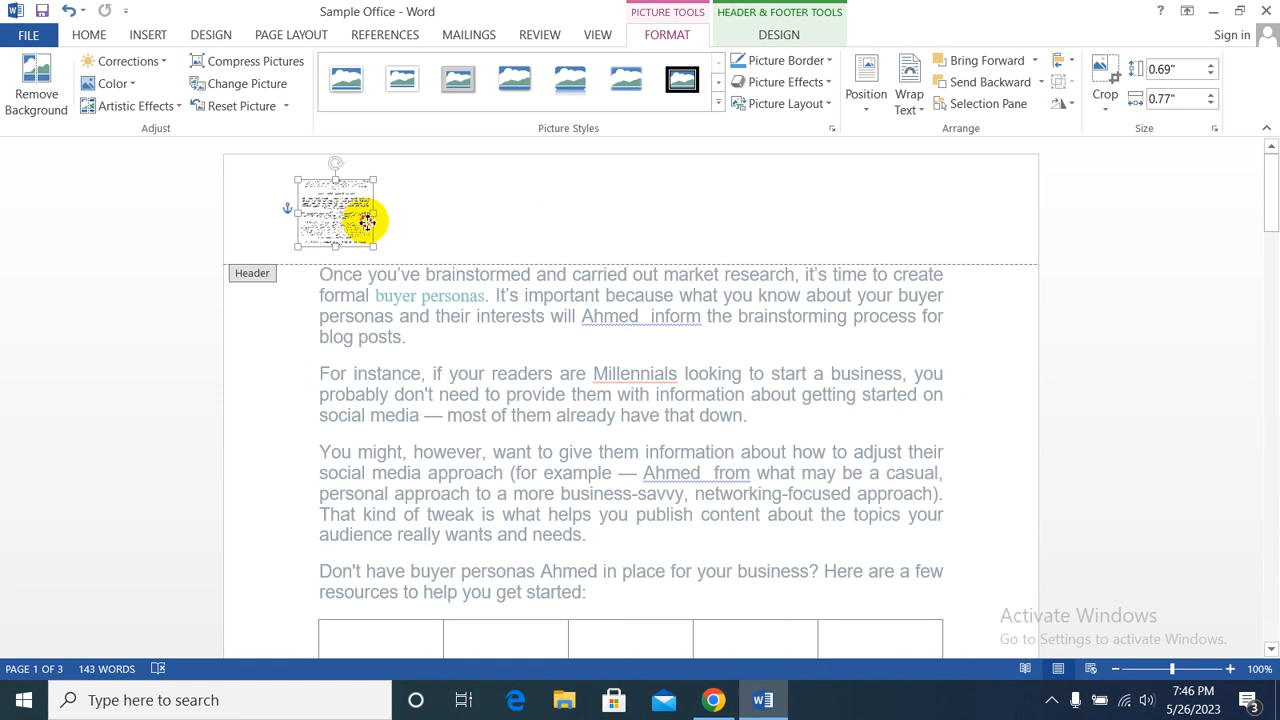 Sample Office - Word
PICTURE TOOLS
HEADER & FOOTER TOOLS
?
Sign in
FILE
HOME
INSERT
DESIGN
PAGE LAYOUT
REFERENCES
MAILINGS
REVIEW
VIEW
FORMAT
DESIGN
Remove Background
Corrections
Color
Artistic Effects
Compress Pictures
Change Picture
Reset Picture
Adjust
Picture Styles
Picture Border
Picture Effects
Picture Layout
Position
Wrap Text
Bring Forward
Send Backward
Selection Pane
Arrange
Crop
0.69"
0.77"
Size
Header
Once you've brainstormed and carried out market research, it's time to create
formal buyer personas. It's important because what you know about your buyer
personas and their interests will Ahmed inform the brainstorming process for
blog posts.
For instance, if your readers are Millennials looking to start a business, you
probably don't need to provide them with information about getting started on
social media — most of them already have that down.
You might, however, want to give them information about how to adjust their
social media approach (for example — Ahmed from what may be a casual,
personal approach to a more business-savvy, networking-focused approach).
That kind of tweak is what helps you publish content about the topics your
audience really wants and needs.
Don't have buyer personas Ahmed in place for your business? Here are a few
resources to help you get started:
Activate Windows
Go to Settings to activate Windows.
PAGE 1 OF 3
143 WORDS
100%
Type here to search
7:46 PM
5/26/2023
3